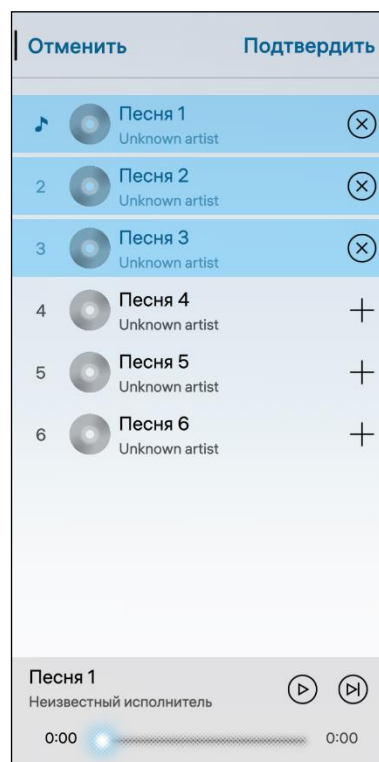 Отменить Подтвердить
Песня 1
Unknown artist
2 Песня 2
Unknown artist
3 Песня 3
Unknown artist
4 Песня 4
Unknown artist
5 Песня 5
Unknown artist
6 Песня 6
Unknown artist
Песня 1
Неизвестный исполнитель
0:00 0:00